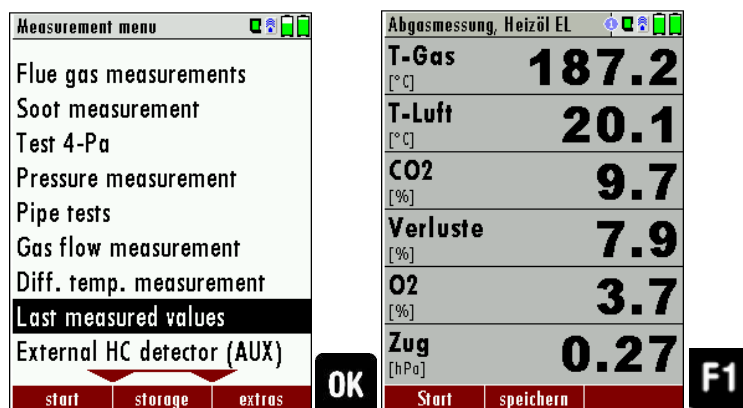 Measurement menu
Flue gas measurements
Soot measurement
Test 4-Pa
Pressure measurement
Pipe tests
Gas flow measurement
Diff. temp. measurement
Last measured values
External HC detector (AUX)
start storage extras
OK
Abgasmessung, Heizöl EL
T-Gas 187.2
[°C]
T-Luft 20.1
[°C]
CO2 9.7
[%]
Verluste 7.9
[%]
O2 3.7
[%]
Zug 0.27
[hPa]
Start speichern
F1